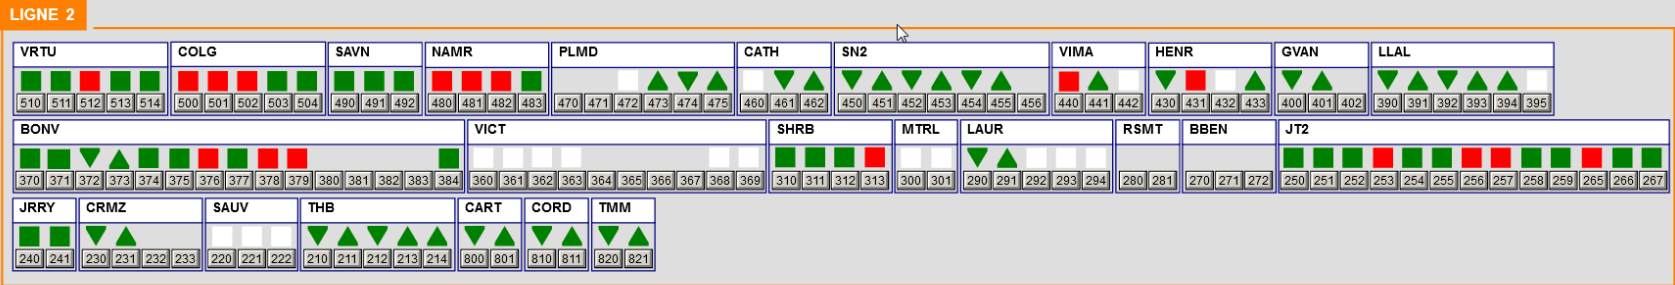 LIGNE 2
VRTU COLG SAVN NAMR PLMD CATH SN2 VIMA HENR GVAN LLAL
510 511 512 513 514 500 501 502 503 504 490 491 492 480 481 482 483 470 471 472 473 474 475 460 461 462 450 451 452 453 454 455 456 440 441 442 430 431 432 433 400 401 402 390 391 392 393 394 395
BONV VICT SHRB MTRL LAUR RSMT BBEN JT2
370 371 372 373 374 375 376 377 378 379 380 381 382 383 384 360 361 362 363 364 365 366 367 368 369 310 311 312 313 300 301 290 291 292 293 294 280 281 270 271 272 250 251 252 253 254 255 256 257 258 259 265 266 267
JRRY CRMZ SAUV THB CART CORD TMM
240 241 230 231 232 233 220 221 222 210 211 212 213 214 800 801 810 811 820 821